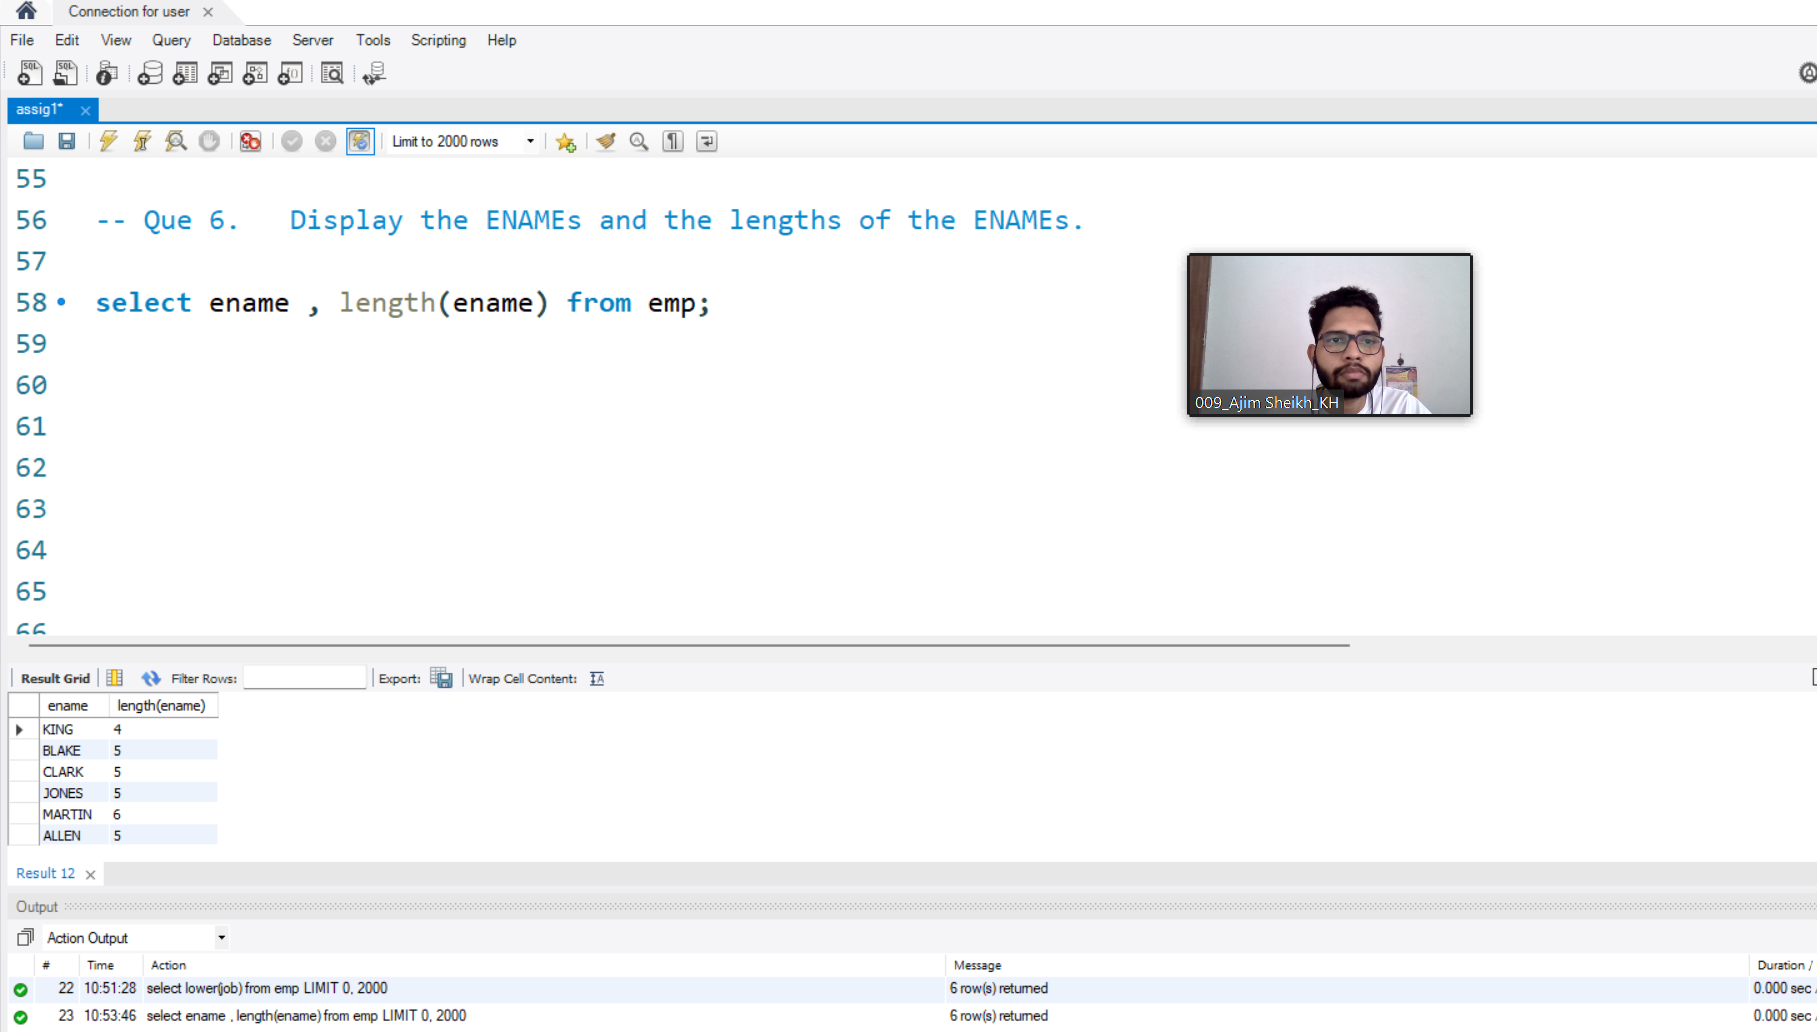 Connection for user
File Edit View Query Database Server Tools Scripting Help
assig1*
Limit to 2000 rows
55
56 -- Que 6.   Display the ENAMEs and the lengths of the ENAMEs.
57
58 select ename , length(ename) from emp;
59
60
61
62
63
64
65
66
009_Ajim Sheikh_KH
Result Grid Filter Rows: Export: Wrap Cell Content:
ename length(ename)
KING 4
BLAKE 5
CLARK 5
JONES 5
MARTIN 6
ALLEN 5
Result 12
Output
Action Output
# Time Action Message Duration /
22 10:51:28 select lower(job) from emp LIMIT 0, 2000 6 row(s) returned 0.000 sec
23 10:53:46 select ename , length(ename) from emp LIMIT 0, 2000 6 row(s) returned 0.000 sec